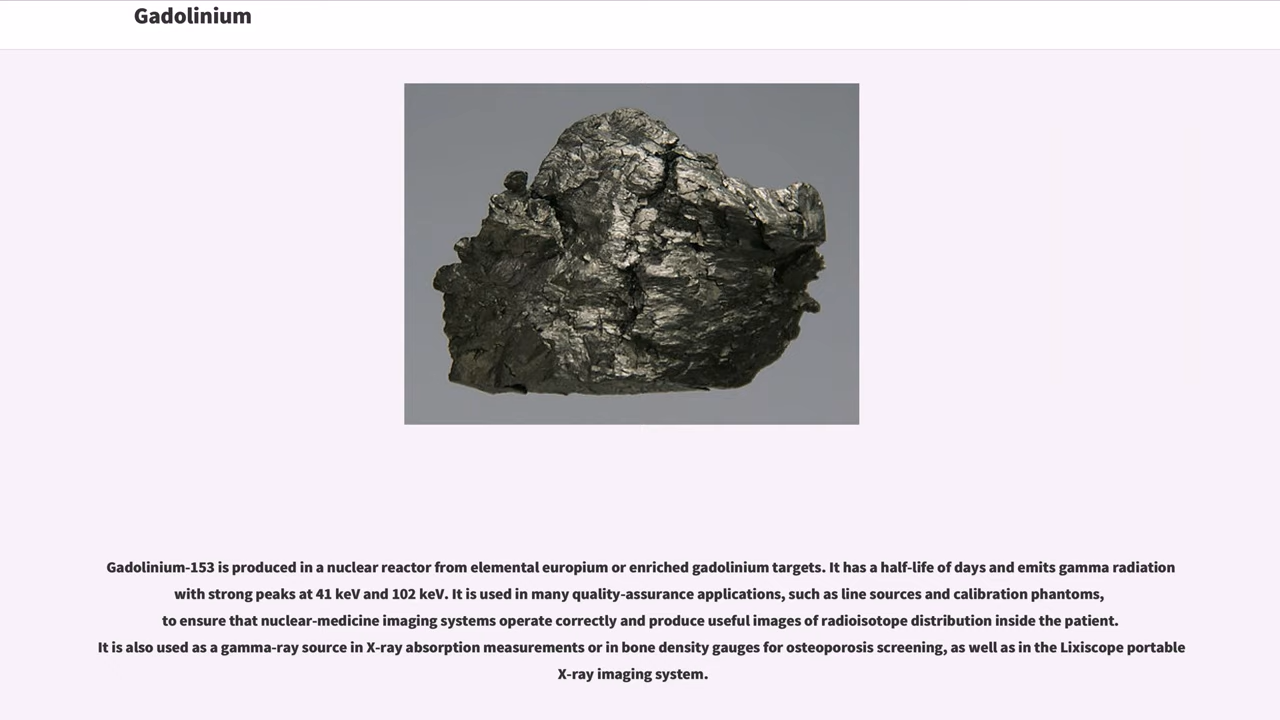 Gadolinium
Gadolinium-153 is produced in a nuclear reactor from elemental europium or enriched gadolinium targets. It has a half-life of days and emits gamma radiation
with strong peaks at 41 keV and 102 keV. It is used in many quality-assurance applications, such as line sources and calibration phantoms,
to ensure that nuclear-medicine imaging systems operate correctly and produce useful images of radioisotope distribution inside the patient.
It is also used as a gamma-ray source in X-ray absorption measurements or in bone density gauges for osteoporosis screening, as well as in the Lixiscope portable
X-ray imaging system.